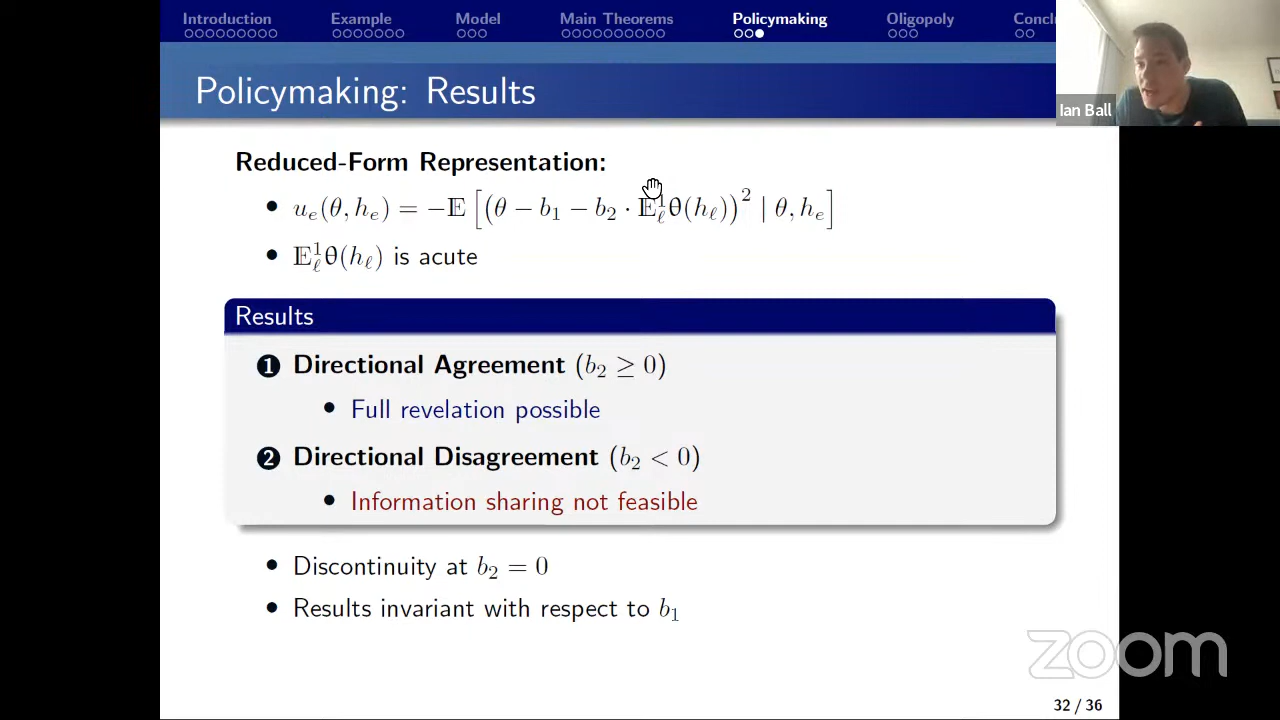 Introduction Example Model Main Theorems Policymaking Oligopoly Conclu
Policymaking: Results
Ian Ball
Reduced-Form Representation:
• u_e(θ, h_e) = −𝔼[(θ − b_1 − b_2 · 𝔼_ℓ^1θ(h_ℓ))^2 | θ, h_e]
• 𝔼_ℓ^1θ(h_ℓ) is acute
Results
1 Directional Agreement (b_2 ≥ 0)
• Full revelation possible
2 Directional Disagreement (b_2 < 0)
• Information sharing not feasible
• Discontinuity at b_2 = 0
• Results invariant with respect to b_1
zoom
32 / 36